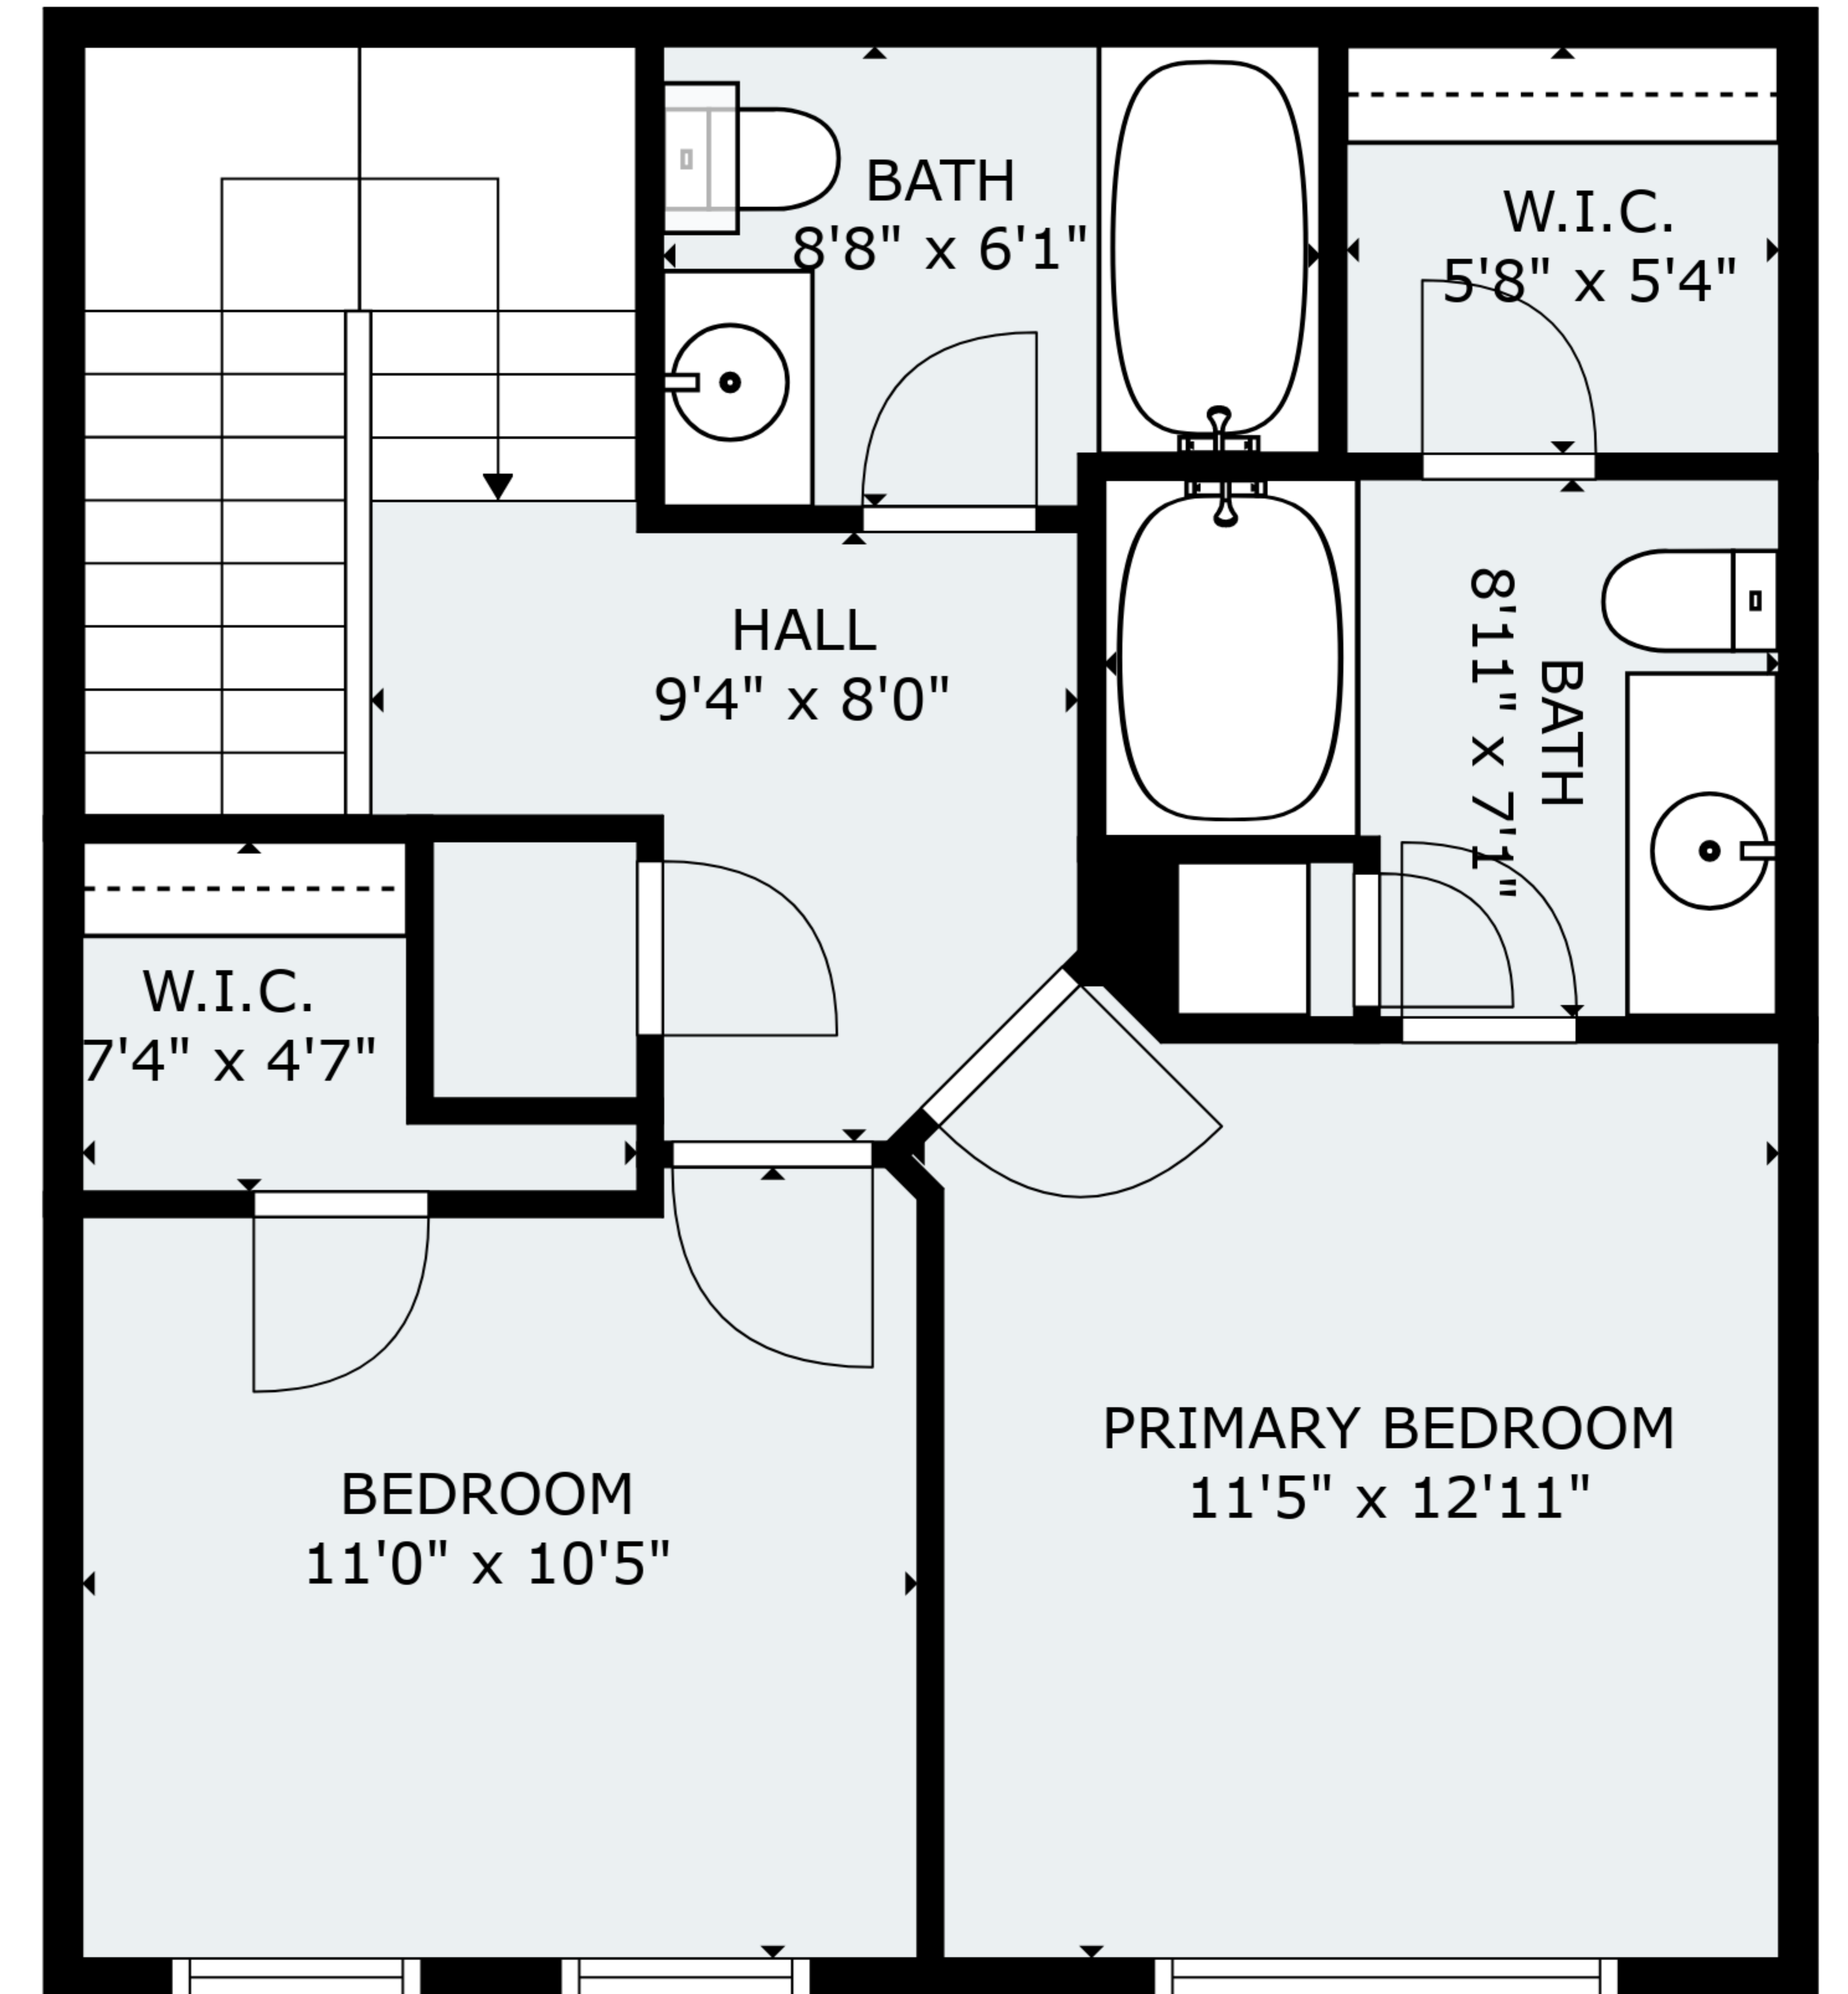 BATH
8'8" x 6'1"
W.I.C.
5'8" x 5'4"
HALL
9'4" x 8'0"
BATH
8'11" x 7'1"
W.I.C.
7'4" x 4'7"
PRIMARY BEDROOM
11'5" x 12'11"
BEDROOM
11'0" x 10'5"